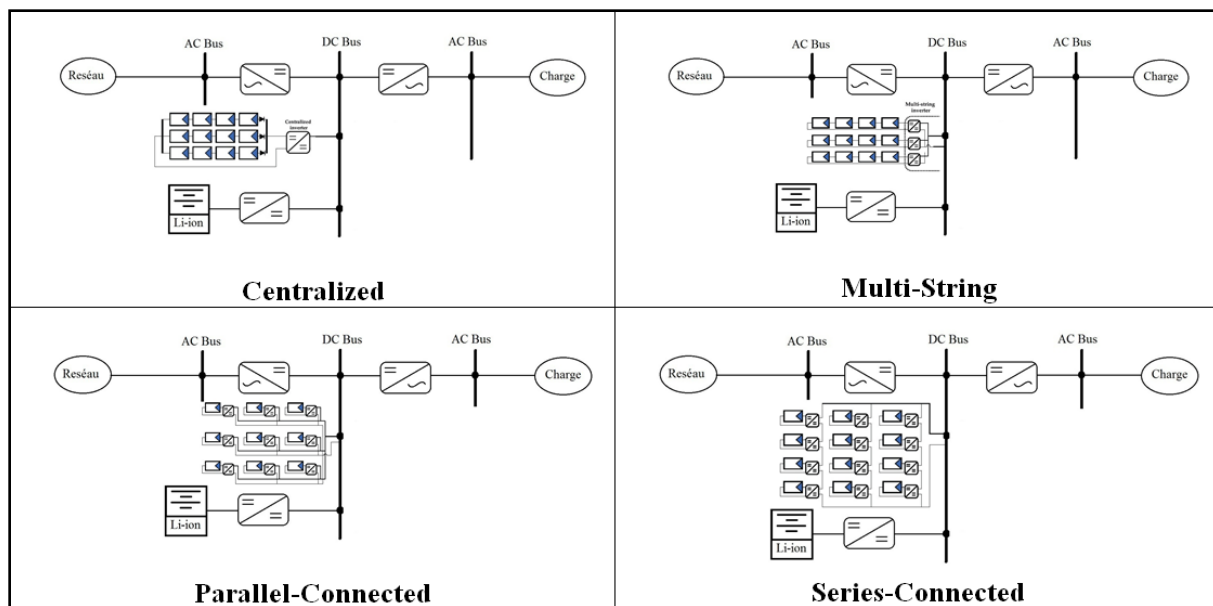 AC Bus
DC Bus
AC Bus
Reséau
Charge
Centralized
inverter
Li-ion
Centralized
AC Bus
DC Bus
AC Bus
Reséau
Charge
Multi-string
inverter
Li-ion
Multi-String
AC Bus
DC Bus
AC Bus
Reséau
Charge
Li-ion
Parallel-Connected
AC Bus
DC Bus
AC Bus
Reséau
Charge
Li-ion
Series-Connected